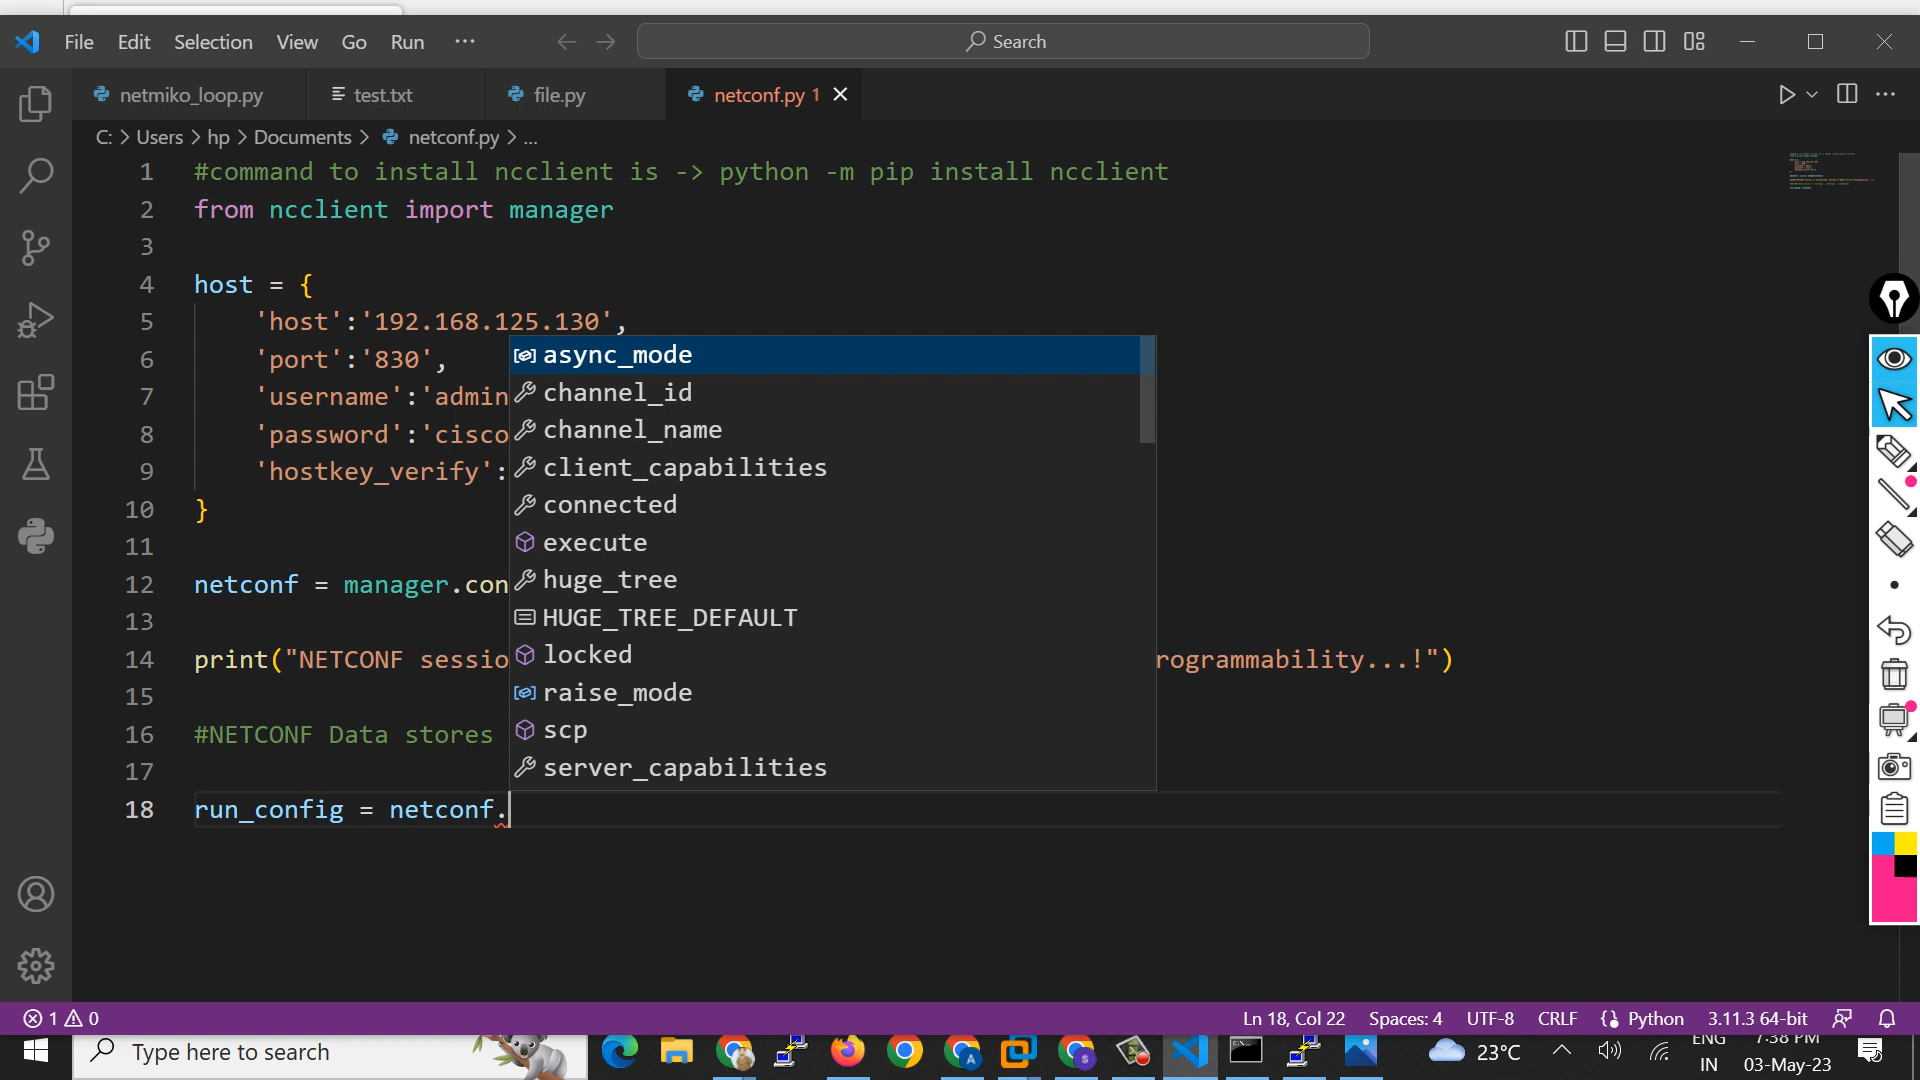 File Edit Selection View Go Run ··· Search
netmiko_loop.py test.txt file.py netconf.py 1
C: > Users > hp > Documents > netconf.py > ...
1 #command to install ncclient is -> python -m pip install ncclient
2 from ncclient import manager
3
4 host = {
5 'host':'192.168.125.130',
6 'port':'830',
7 'username':'admin
8 'password':'cisco
9 'hostkey_verify':
10 }
11
12 netconf = manager.con
13
14 print("NETCONF sessio rogrammability...!")
15
16 #NETCONF Data stores
17
18 run_config = netconf.
async_mode
channel_id
channel_name
client_capabilities
connected
execute
huge_tree
HUGE_TREE_DEFAULT
locked
raise_mode
scp
server_capabilities
1 0 Ln 18, Col 22 Spaces: 4 UTF-8 CRLF Python 3.11.3 64-bit
Type here to search 23°C ENG 7:38 PM
IN 03-May-23